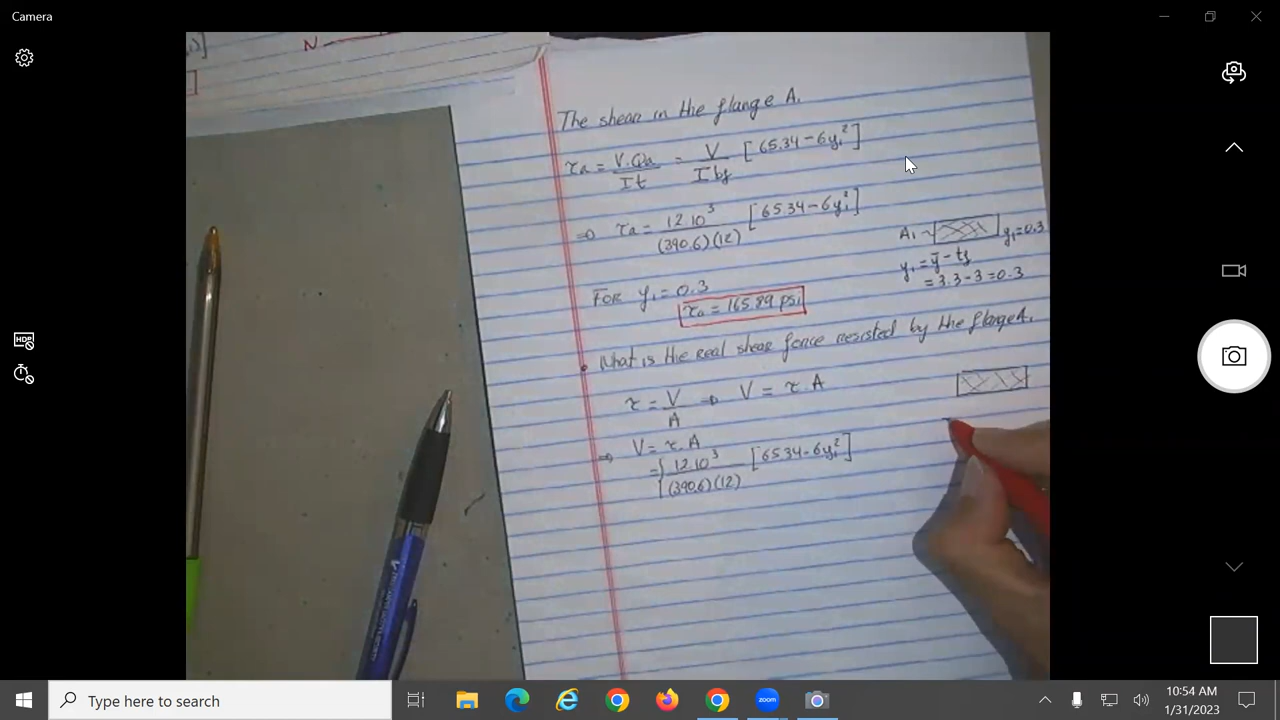 Camera
N
The shear in the flange A.
τa = V.Qa / It = V / Ibf [65.34 - 6y₁²]
⇒ τa = 12.10³ / (390.6)(12) [65.34 - 6y₁²]
A₁ y₁=0.3
y₁ = ȳ - tf
= 3.3 - 3 = 0.3
For y₁ = 0.3
τa = 165.89 psi
• What is the real shear force resisted by the flange A.
τ = V / A ⇒ V = τ.A
⇒ V = τ.A
= ∫ 12.10³ / (390.6)(12) [65.34 - 6y₁²]
Type here to search
zoom
10:54 AM
1/31/2023